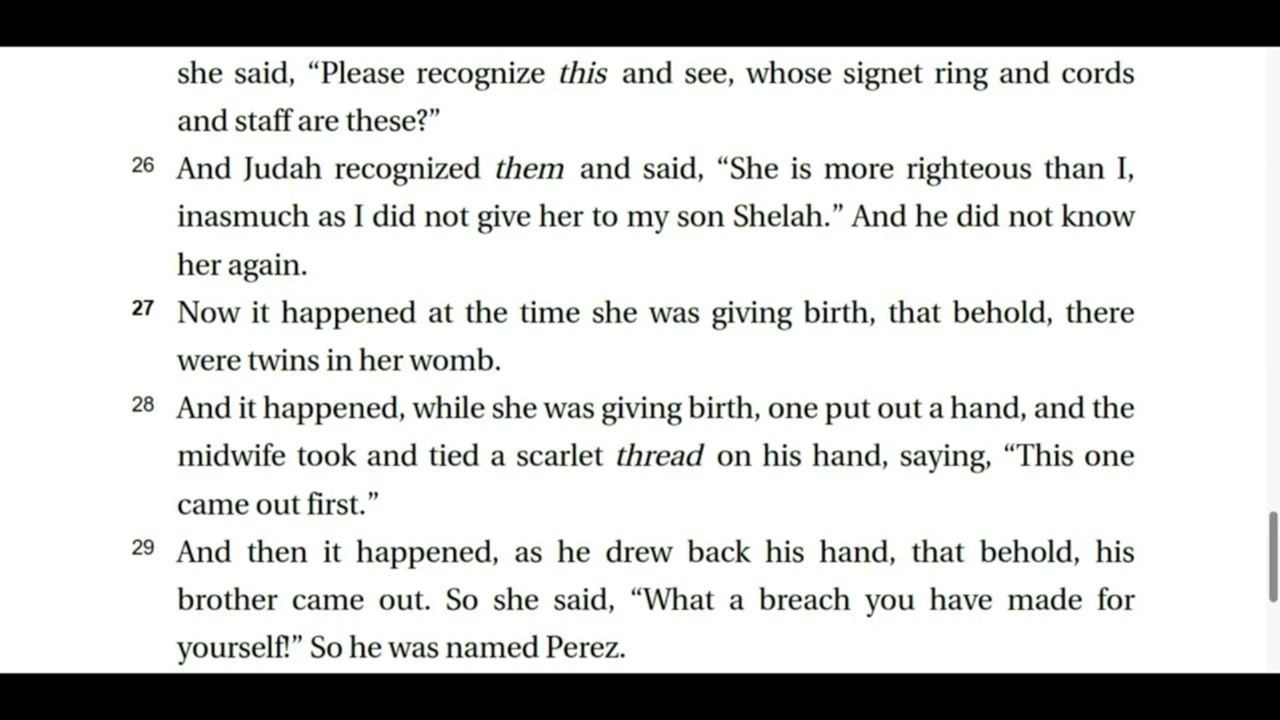 she said, “Please recognize this and see, whose signet ring and cords
and staff are these?”
26 And Judah recognized them and said, “She is more righteous than I,
inasmuch as I did not give her to my son Shelah.” And he did not know
her again.
27 Now it happened at the time she was giving birth, that behold, there
were twins in her womb.
28 And it happened, while she was giving birth, one put out a hand, and the
midwife took and tied a scarlet thread on his hand, saying, “This one
came out first.”
29 And then it happened, as he drew back his hand, that behold, his
brother came out. So she said, “What a breach you have made for
yourself!” So he was named Perez.